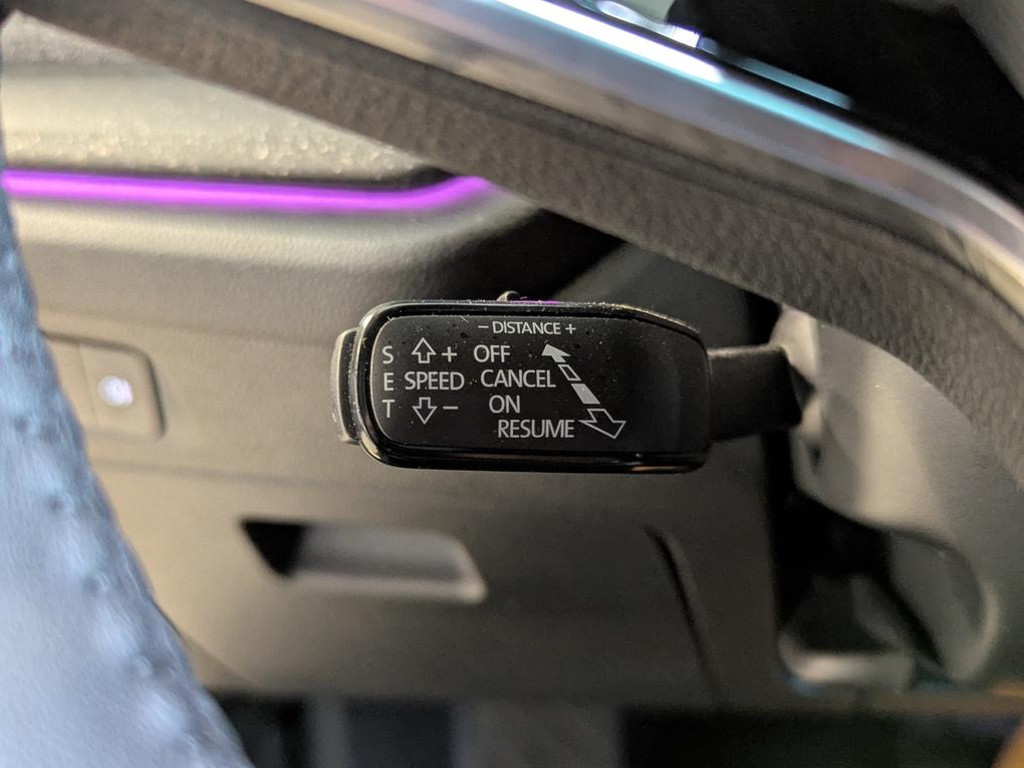 − DISTANCE +
S + OFF
E SPEED CANCEL
T − ON
RESUME